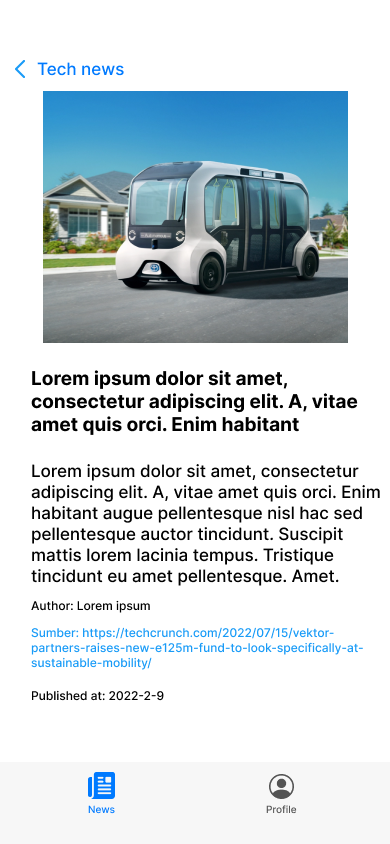 Tech news
Lorem ipsum dolor sit amet,
consectetur adipiscing elit. A, vitae
amet quis orci. Enim habitant
Lorem ipsum dolor sit amet, consectetur
adipiscing elit. A, vitae amet quis orci. Enim
habitant augue pellentesque nisl hac sed
pellentesque auctor tincidunt. Suscipit
mattis lorem lacinia tempus. Tristique
tincidunt eu amet pellentesque. Amet.
Author: Lorem ipsum
Sumber: https://techcrunch.com/2022/07/15/vektor-
partners-raises-new-e125m-fund-to-look-specifically-at-
sustainable-mobility/
Published at: 2022-2-9
News
Profile